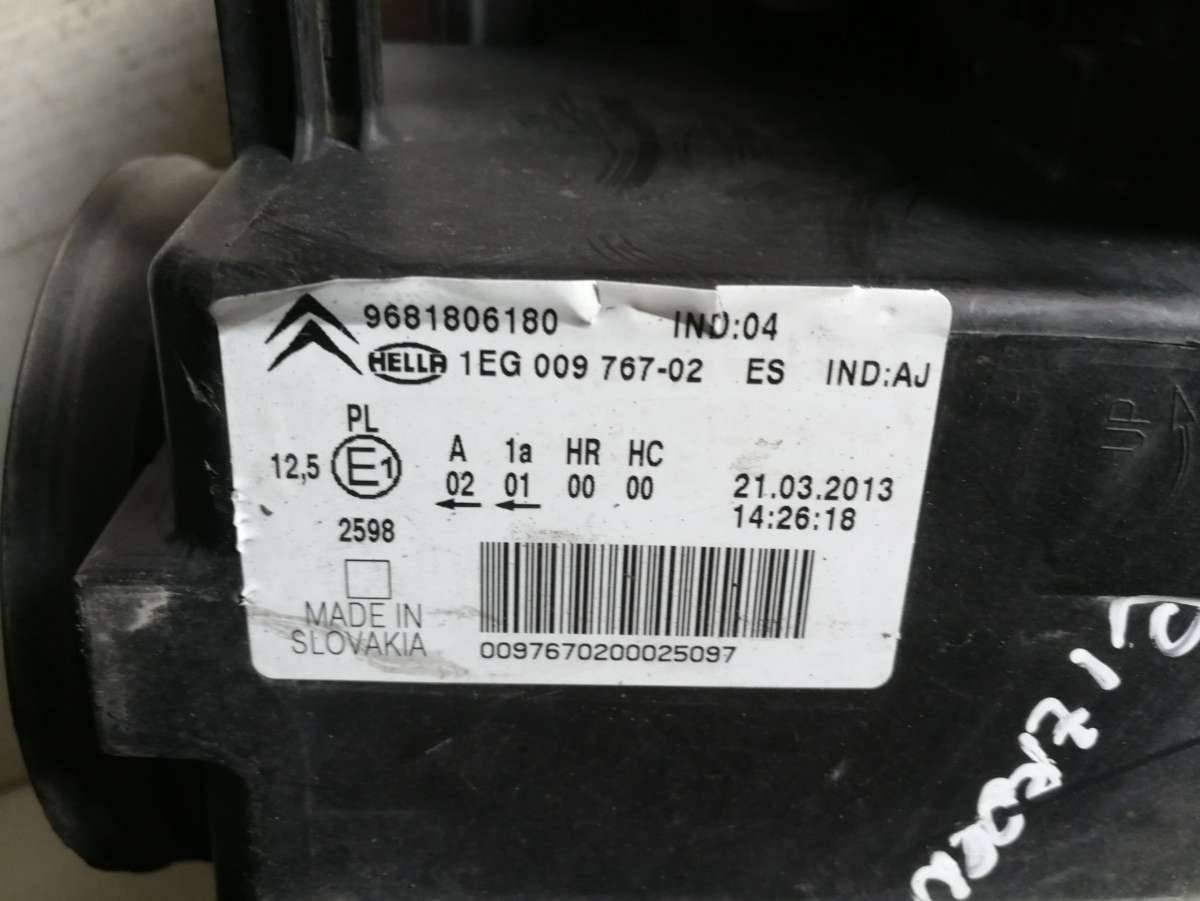 9681806180 IND:04
HELLA 1EG 009 767-02 ES IND:AJ
PL
12,5 E1
A 1a HR HC
02 01 00 00
2598
21.03.2013
14:26:18
MADE IN
SLOVAKIA
0097670200025097
UP